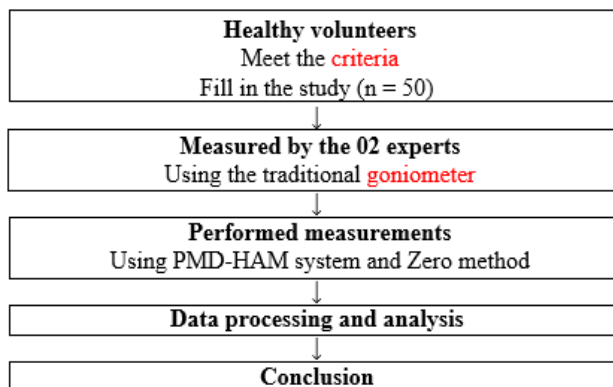 Healthy volunteers
Meet the criteria
Fill in the study (n = 50)
Measured by the 02 experts
Using the traditional goniometer
Performed measurements
Using PMD-HAM system and Zero method
Data processing and analysis
Conclusion